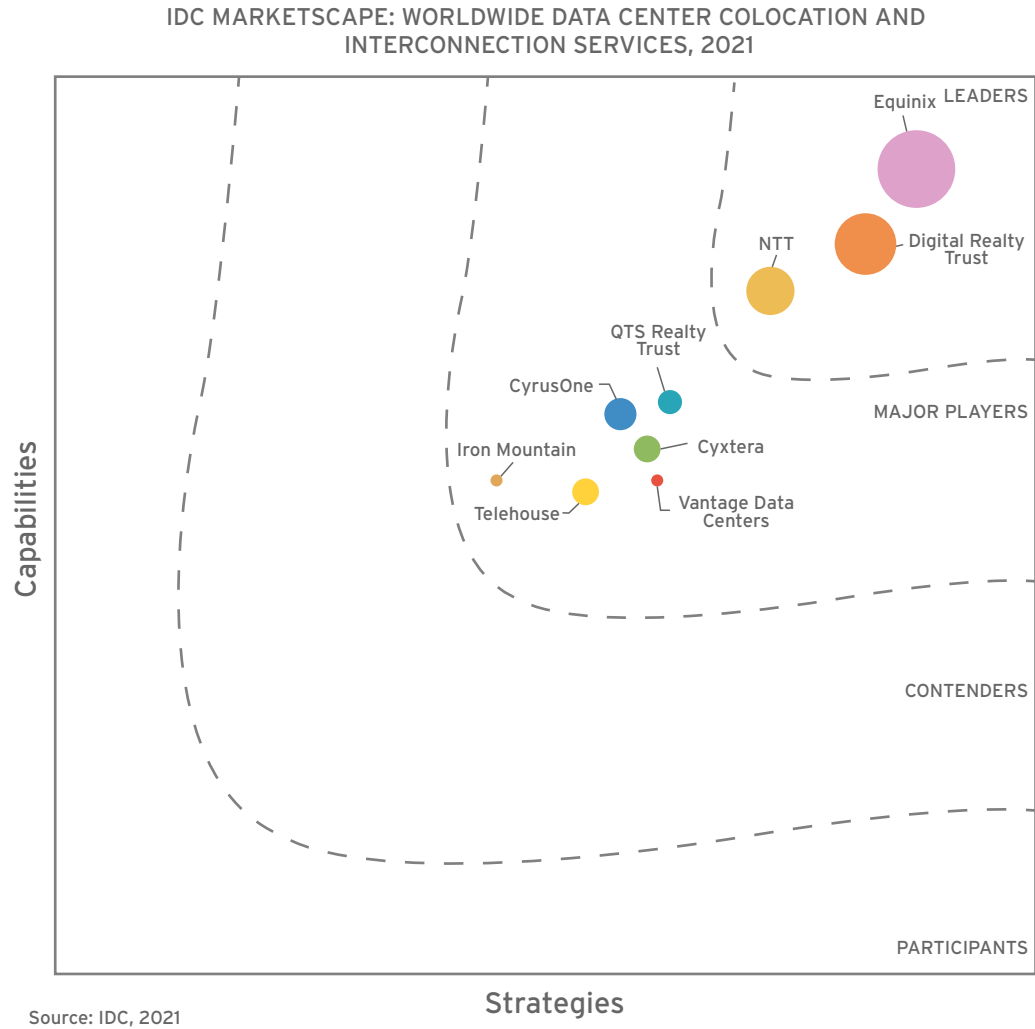 IDC MARKETSCAPE: WORLDWIDE DATA CENTER COLOCATION AND
INTERCONNECTION SERVICES, 2021
LEADERS
Equinix
Digital Realty
Trust
NTT
QTS Realty
Trust
CyrusOne
MAJOR PLAYERS
Iron Mountain
Cyxtera
Telehouse
Vantage Data
Centers
Capabilities
CONTENDERS
PARTICIPANTS
Strategies
Source: IDC, 2021